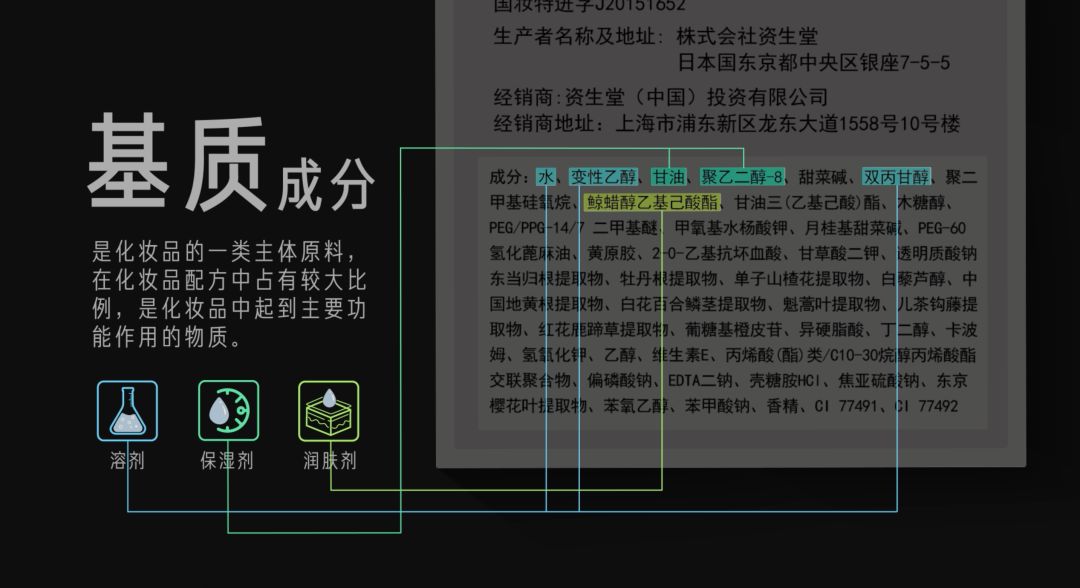 国妆特进字J20151652
生产者名称及地址: 株式会社资生堂
日本国东京都中央区银座7-5-5
经销商:资生堂（中国）投资有限公司
经销商地址: 上海市浦东新区龙东大道1558号10号楼
基质成分
是化妆品的一类主体原料,
在化妆品配方中占有较大比
例，是化妆品中起到主要功
能作用的物质。
溶剂 保湿剂 润肤剂
成分: 水、变性乙醇、甘油、聚乙二醇-8、甜菜碱、双丙甘醇、聚二
甲基硅氧烷、鲸蜡醇乙基己酸酯、甘油三(乙基己酸)酯、木糖醇、
PEG/PPG-14/7 二甲基醚、甲氧基水杨酸钾、月桂基甜菜碱、PEG-60
氢化蓖麻油、黄原胶、2-0-乙基抗坏血酸、甘草酸二钾、透明质酸钠
东当归根提取物、牡丹根提取物、单子山楂花提取物、白藜芦醇、中
国地黄根提取物、白花百合鳞茎提取物、魁蒿叶提取物、儿茶钩藤提
取物、红花鹿蹄草提取物、葡糖基橙皮苷、异硬脂酸、丁二醇、卡波
姆、氢氧化钾、乙醇、维生素E、丙烯酸(酯)类/C10-30烷醇丙烯酸酯
交联聚合物、偏磷酸钠、EDTA二钠、壳糖胺HCl、焦亚硫酸钠、东京
樱花叶提取物、苯氧乙醇、苯甲酸钠、香精、CI 77491、CI 77492